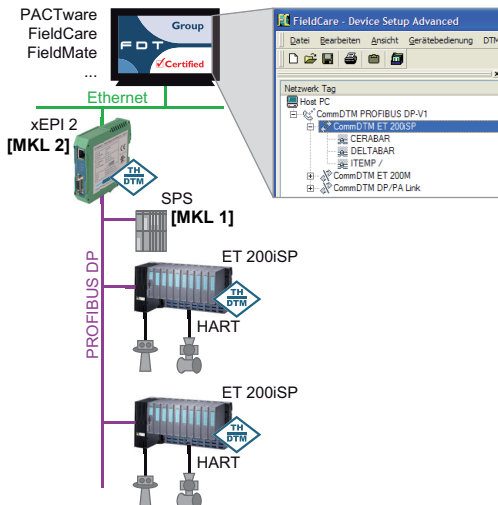 PACTware
FieldCare
FieldMate
...
Group
FDT
Certified
Ethernet
xEPI 2
[MKL 2]
TH
DTM
SPS
[MKL 1]
PROFIBUS DP
ET 200iSP
TH
DTM
HART
ET 200iSP
TH
DTM
HART
FieldCare - Device Setup Advanced
Datei Bearbeiten Ansicht Gerätebedienung DTM
x
Netzwerk Tag
Host PC
CommDTM PROFIBUS DP-V1
CommDTM ET 200iSP
CERABAR
DELTABAR
ITEMP /
CommDTM ET 200M
CommDTM DP/PA Link